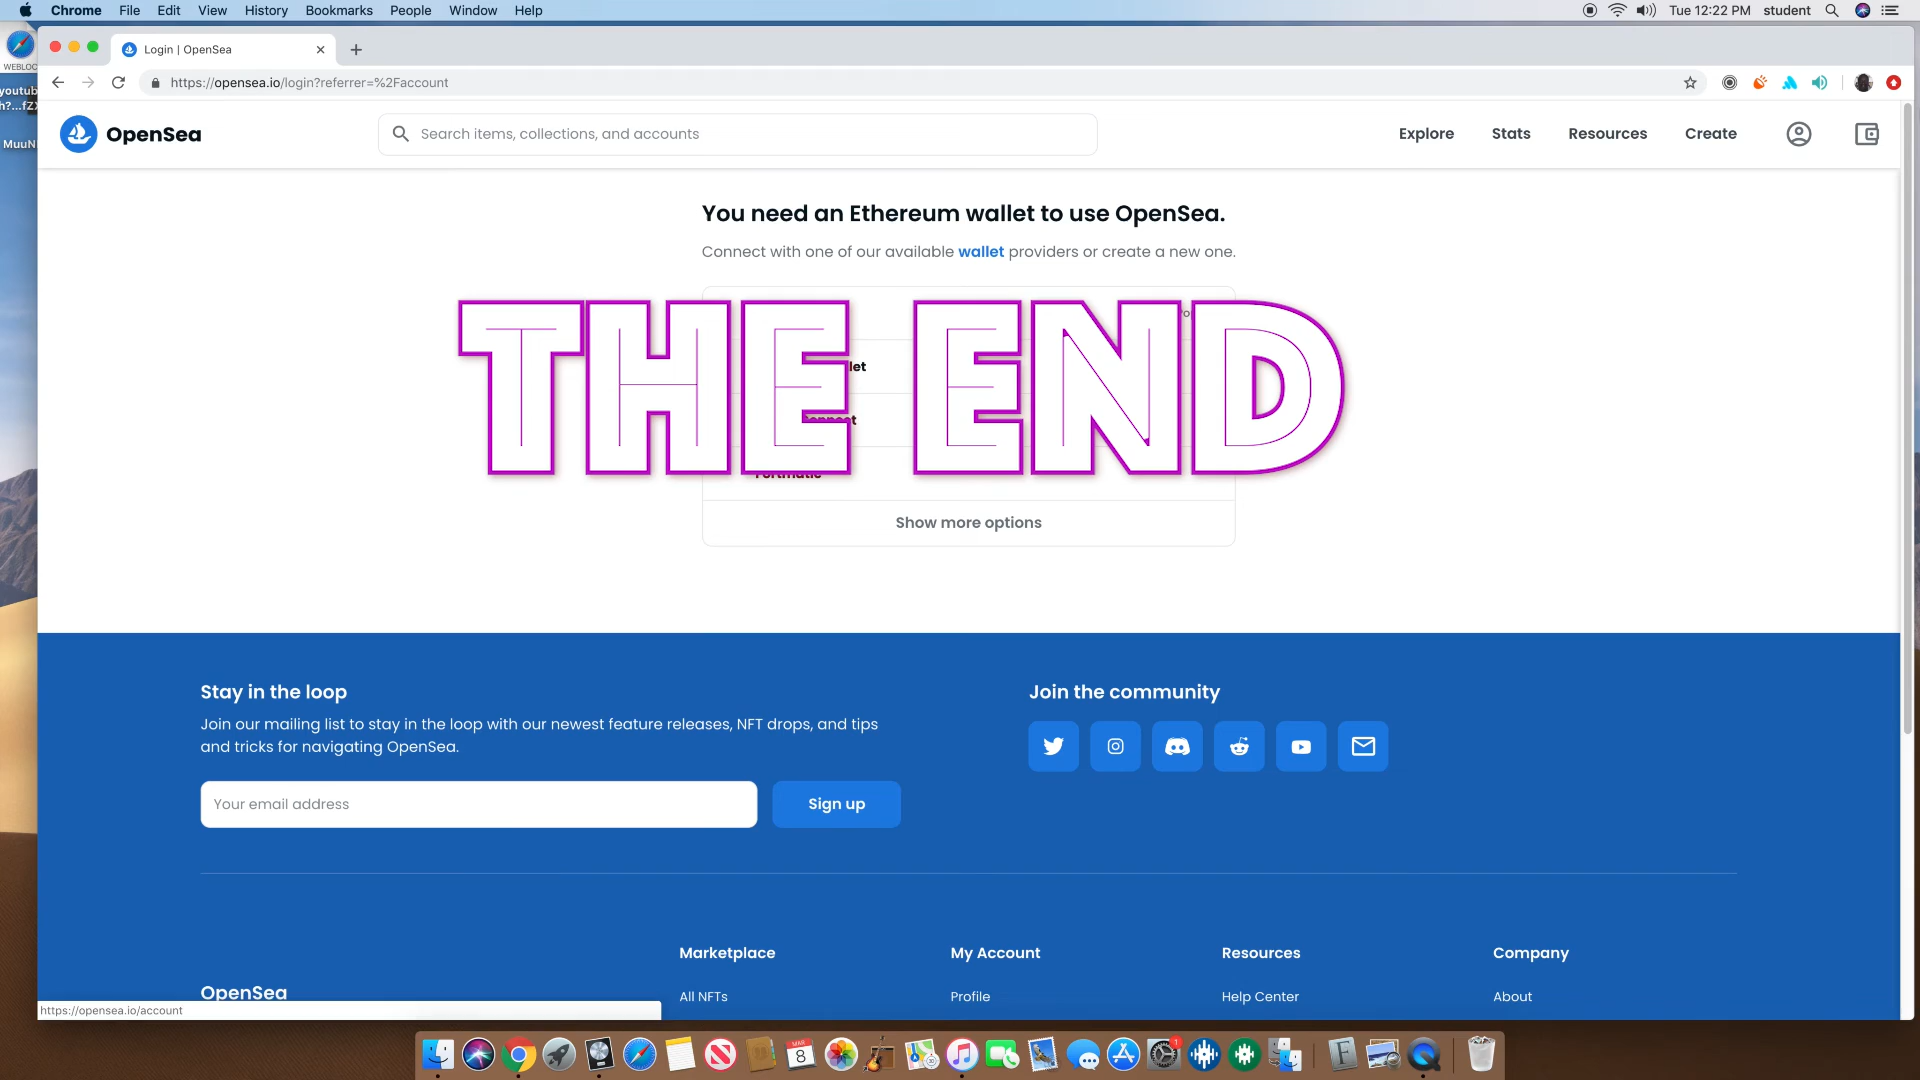 Chrome File Edit View History Bookmarks People Window Help
Tue 12:22 PM student
WEBLOC
Login | OpenSea
https://opensea.io/login?referrer=%2Faccount
OpenSea
Search items, collections, and accounts
Explore Stats Resources Create
You need an Ethereum wallet to use OpenSea.
Connect with one of our available wallet providers or create a new one.
THE END
Show more options
Stay in the loop
Join our mailing list to stay in the loop with our newest feature releases, NFT drops, and tips
and tricks for navigating OpenSea.
Your email address
Sign up
Join the community
OpenSea
Marketplace
All NFTs
My Account
Profile
Resources
Help Center
Company
About
https://opensea.io/account
MAR
8
1